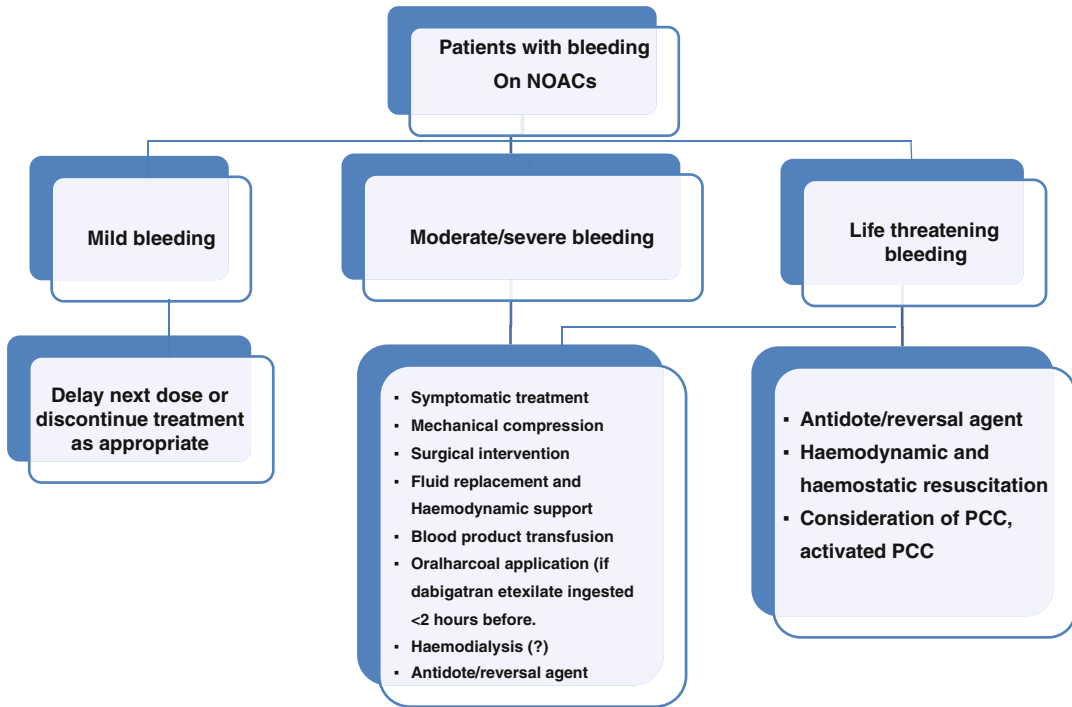 Patients with bleeding
On NOACs
Mild bleeding
Moderate/severe bleeding
Life threatening
bleeding
Delay next dose or
discontinue treatment
as appropriate
▪ Symptomatic treatment
▪ Mechanical compression
▪ Surgical intervention
▪ Fluid replacement and
Haemodynamic support
▪ Blood product transfusion
▪ Oralharcoal application (if
dabigatran etexilate ingested
<2 hours before.
▪ Haemodialysis (?)
▪ Antidote/reversal agent
▪ Antidote/reversal agent
▪ Haemodynamic and
haemostatic resuscitation
▪ Consideration of PCC,
activated PCC